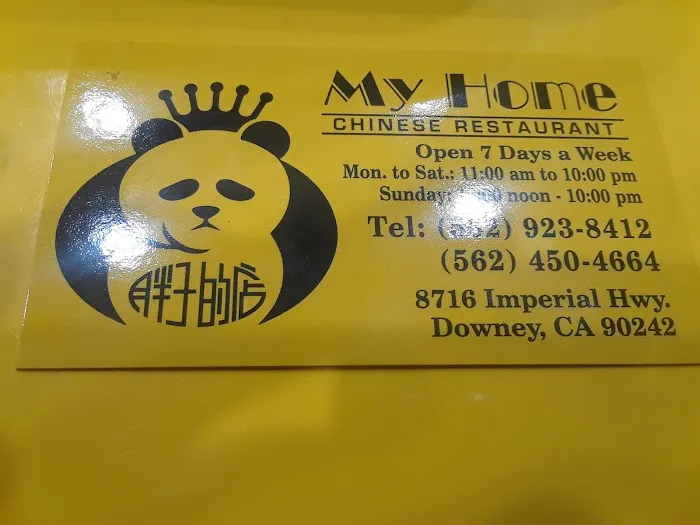 My Home
CHINESE RESTAURANT
Open 7 Days a Week
Mon. to Sat.: 11:00 am to 10:00 pm
Sunday: noon - 10:00 pm
Tel: (562) 923-8412
(562) 450-4664
8716 Imperial Hwy.
Downey, CA 90242
胖子的店